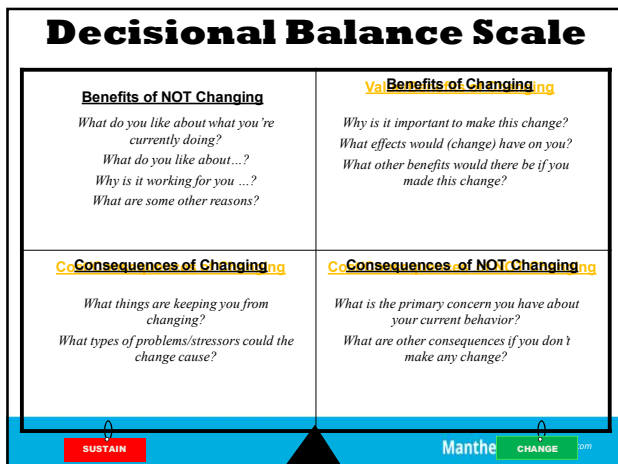 Decisional Balance Scale
Benefits of NOT Changing
What do you like about what you're
currently doing?
What do you like about…?
Why is it working for you …?
What are some other reasons?
Benefits of Changing
Why is it important to make this change?
What effects would (change) have on you?
What other benefits would there be if you
made this change?
Consequences of Changing
What things are keeping you from
changing?
What types of problems/stressors could the
change cause?
Consequences of NOT Changing
What is the primary concern you have about
your current behavior?
What are other consequences if you don't
make any change?
SUSTAIN
Manthe
CHANGE
com